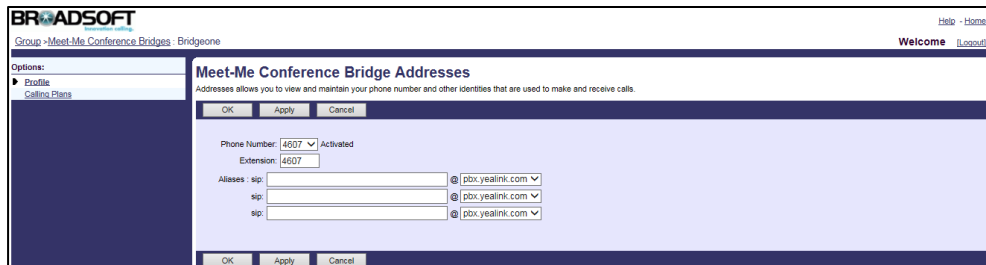 BROADSOFT
innovation calling.
Help - Home
Group >Meet-Me Conference Bridges : Bridgeone
Welcome [Logout]
Options:
Profile
Calling Plans
Meet-Me Conference Bridge Addresses
Addresses allows you to view and maintain your phone number and other identities that are used to make and receive calls.
OK Apply Cancel
Phone Number: 4607 Activated
Extension: 4607
Aliases : sip: @ pbx.yealink.com
sip: @ pbx.yealink.com
sip: @ pbx.yealink.com
OK Apply Cancel